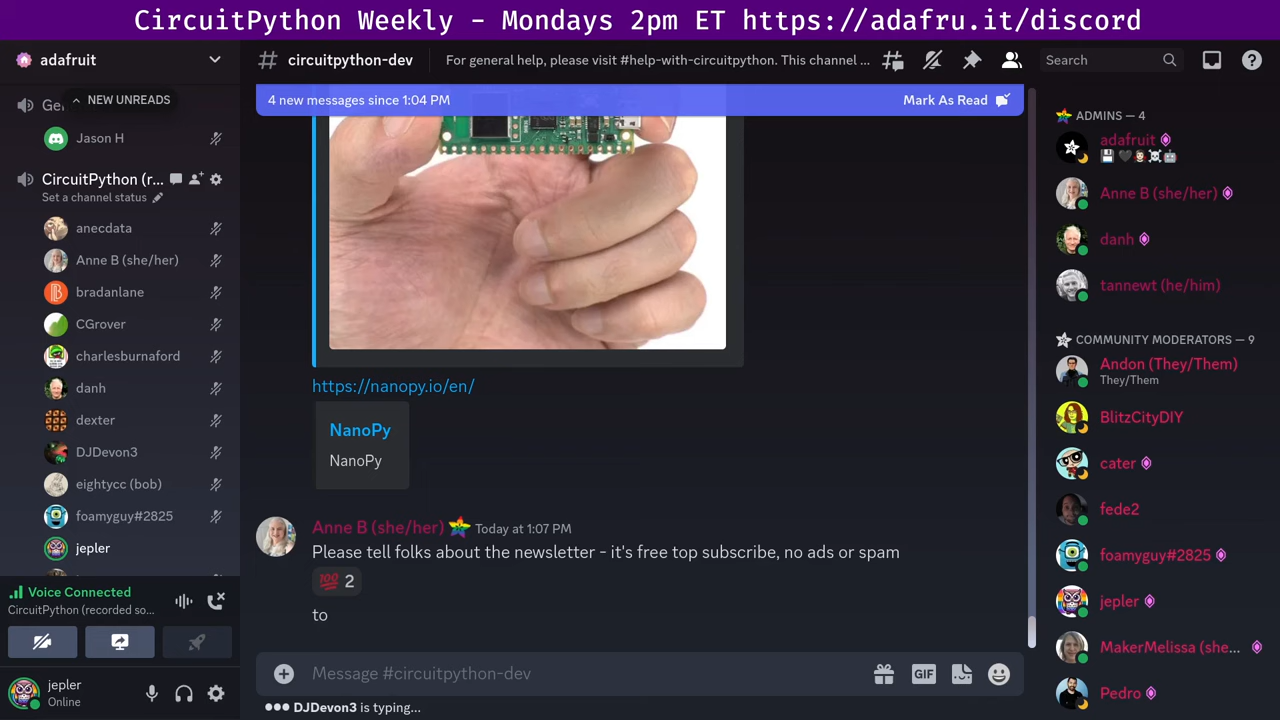 CircuitPython Weekly - Mondays 2pm ET https://adafru.it/discord
adafruit
NEW UNREADS
Jason H
CircuitPython (r...
Set a channel status
anecdata
Anne B (she/her)
bradanlane
CGrover
charlesburnaford
danh
dexter
DJDevon3
eightycc (bob)
foamyguy#2825
jepler
Voice Connected
CircuitPython (recorded so...
jepler
Online
circuitpython-dev
For general help, please visit #help-with-circuitpython. This channel ...
Search
4 new messages since 1:04 PM
Mark As Read
https://nanopy.io/en/
NanoPy
NanoPy
Anne B (she/her) Today at 1:07 PM
Please tell folks about the newsletter - it's free top subscribe, no ads or spam
💯 2
to
Message #circuitpython-dev
GIF
DJDevon3 is typing...
ADMINS — 4
adafruit
Anne B (she/her)
danh
tannewt (he/him)
COMMUNITY MODERATORS — 9
Andon (They/Them)
They/Them
BlitzCityDIY
cater
fede2
foamyguy#2825
jepler
MakerMelissa (she...
Pedro